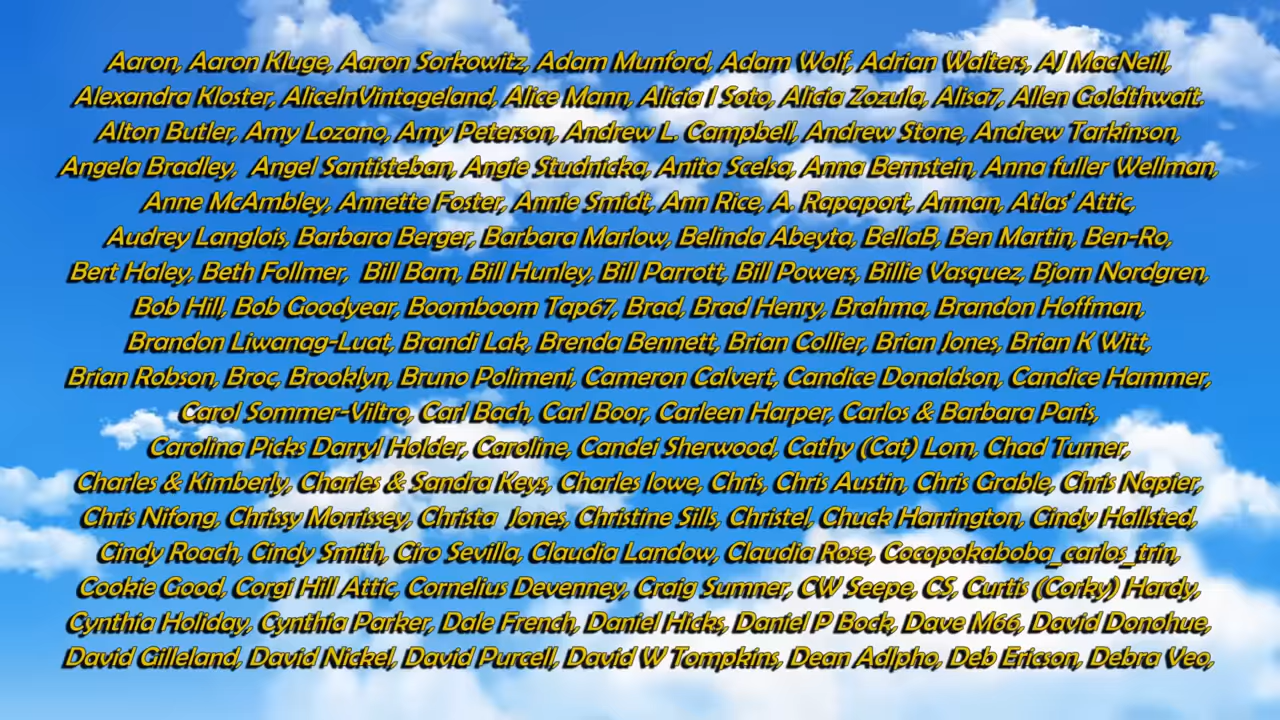 Aaron, Aaron Kluge, Aaron Sorkowitz, Adam Munford, Adam Wolf, Adrian Walters, AJ MacNeill,
Alexandra Kloster, AliceInVintageland, Alice Mann, Alicia I Soto, Alicia Zozula, Alisa7, Allen Goldthwait.
Alton Butler, Amy Lozano, Amy Peterson, Andrew L. Campbell, Andrew Stone, Andrew Tarkinson,
Angela Bradley,  Angel Santisteban, Angie Studnicka, Anita Scelsa, Anna Bernstein, Anna fuller Wellman,
Anne McAmbley, Annette Foster, Annie Smidt, Ann Rice, A. Rapaport, Arman, Atlas' Attic,
Audrey Langlois, Barbara Berger, Barbara Marlow, Belinda Abeyta, BellaB, Ben Martin, Ben-Ro,
Bert Haley, Beth Follmer,  Bill Bam, Bill Hunley, Bill Parrott, Bill Powers, Billie Vasquez, Bjorn Nordgren,
Bob Hill, Bob Goodyear, Boomboom Tap67, Brad, Brad Henry, Brahma, Brandon Hoffman,
Brandon Liwanag-Luat, Brandi Lak, Brenda Bennett, Brian Collier, Brian Jones, Brian K Witt,
Brian Robson, Broc, Brooklyn, Bruno Polimeni, Cameron Calvert, Candice Donaldson, Candice Hammer,
Carol Sommer-Viltro, Carl Bach, Carl Boor, Carleen Harper, Carlos & Barbara Paris,
Carolina Picks Darryl Holder, Caroline, Candei Sherwood, Cathy (Cat) Lom, Chad Turner,
Charles & Kimberly, Charles & Sandra Keys, Charles lowe, Chris, Chris Austin, Chris Grable, Chris Napier,
Chris Nifong, Chrissy Morrissey, Christa  Jones, Christine Sills, Christel, Chuck Harrington, Cindy Hallsted,
Cindy Roach, Cindy Smith, Ciro Sevilla, Claudia Landow, Claudia Rose, Cocopokaboba_carlos_trin,
Cookie Good, Corgi Hill Attic, Cornelius Devenney, Craig Sumner, CW Seepe, CS, Curtis (Corky) Hardy,
Cynthia Holiday, Cynthia Parker, Dale French, Daniel Hicks, Daniel P Bock, Dave M66, David Donohue,
David Gilleland, David Nickel, David Purcell, David W Tompkins, Dean Adlpho, Deb Ericson, Debra Veo,